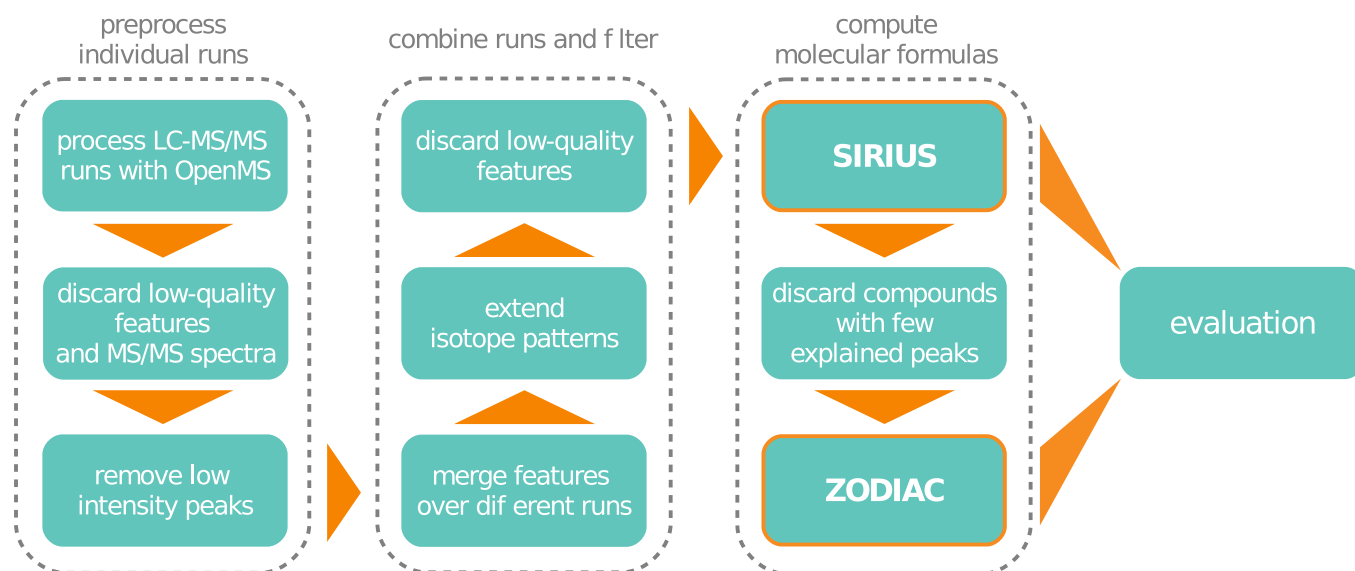 preprocess
individual runs
process LC-MS/MS
runs with OpenMS
discard low-quality
features
and MS/MS spectra
remove low
intensity peaks
combine runs and f lter
discard low-quality
features
extend
isotope patterns
merge features
over dif erent runs
compute
molecular formulas
SIRIUS
discard compounds
with few
explained peaks
ZODIAC
evaluation